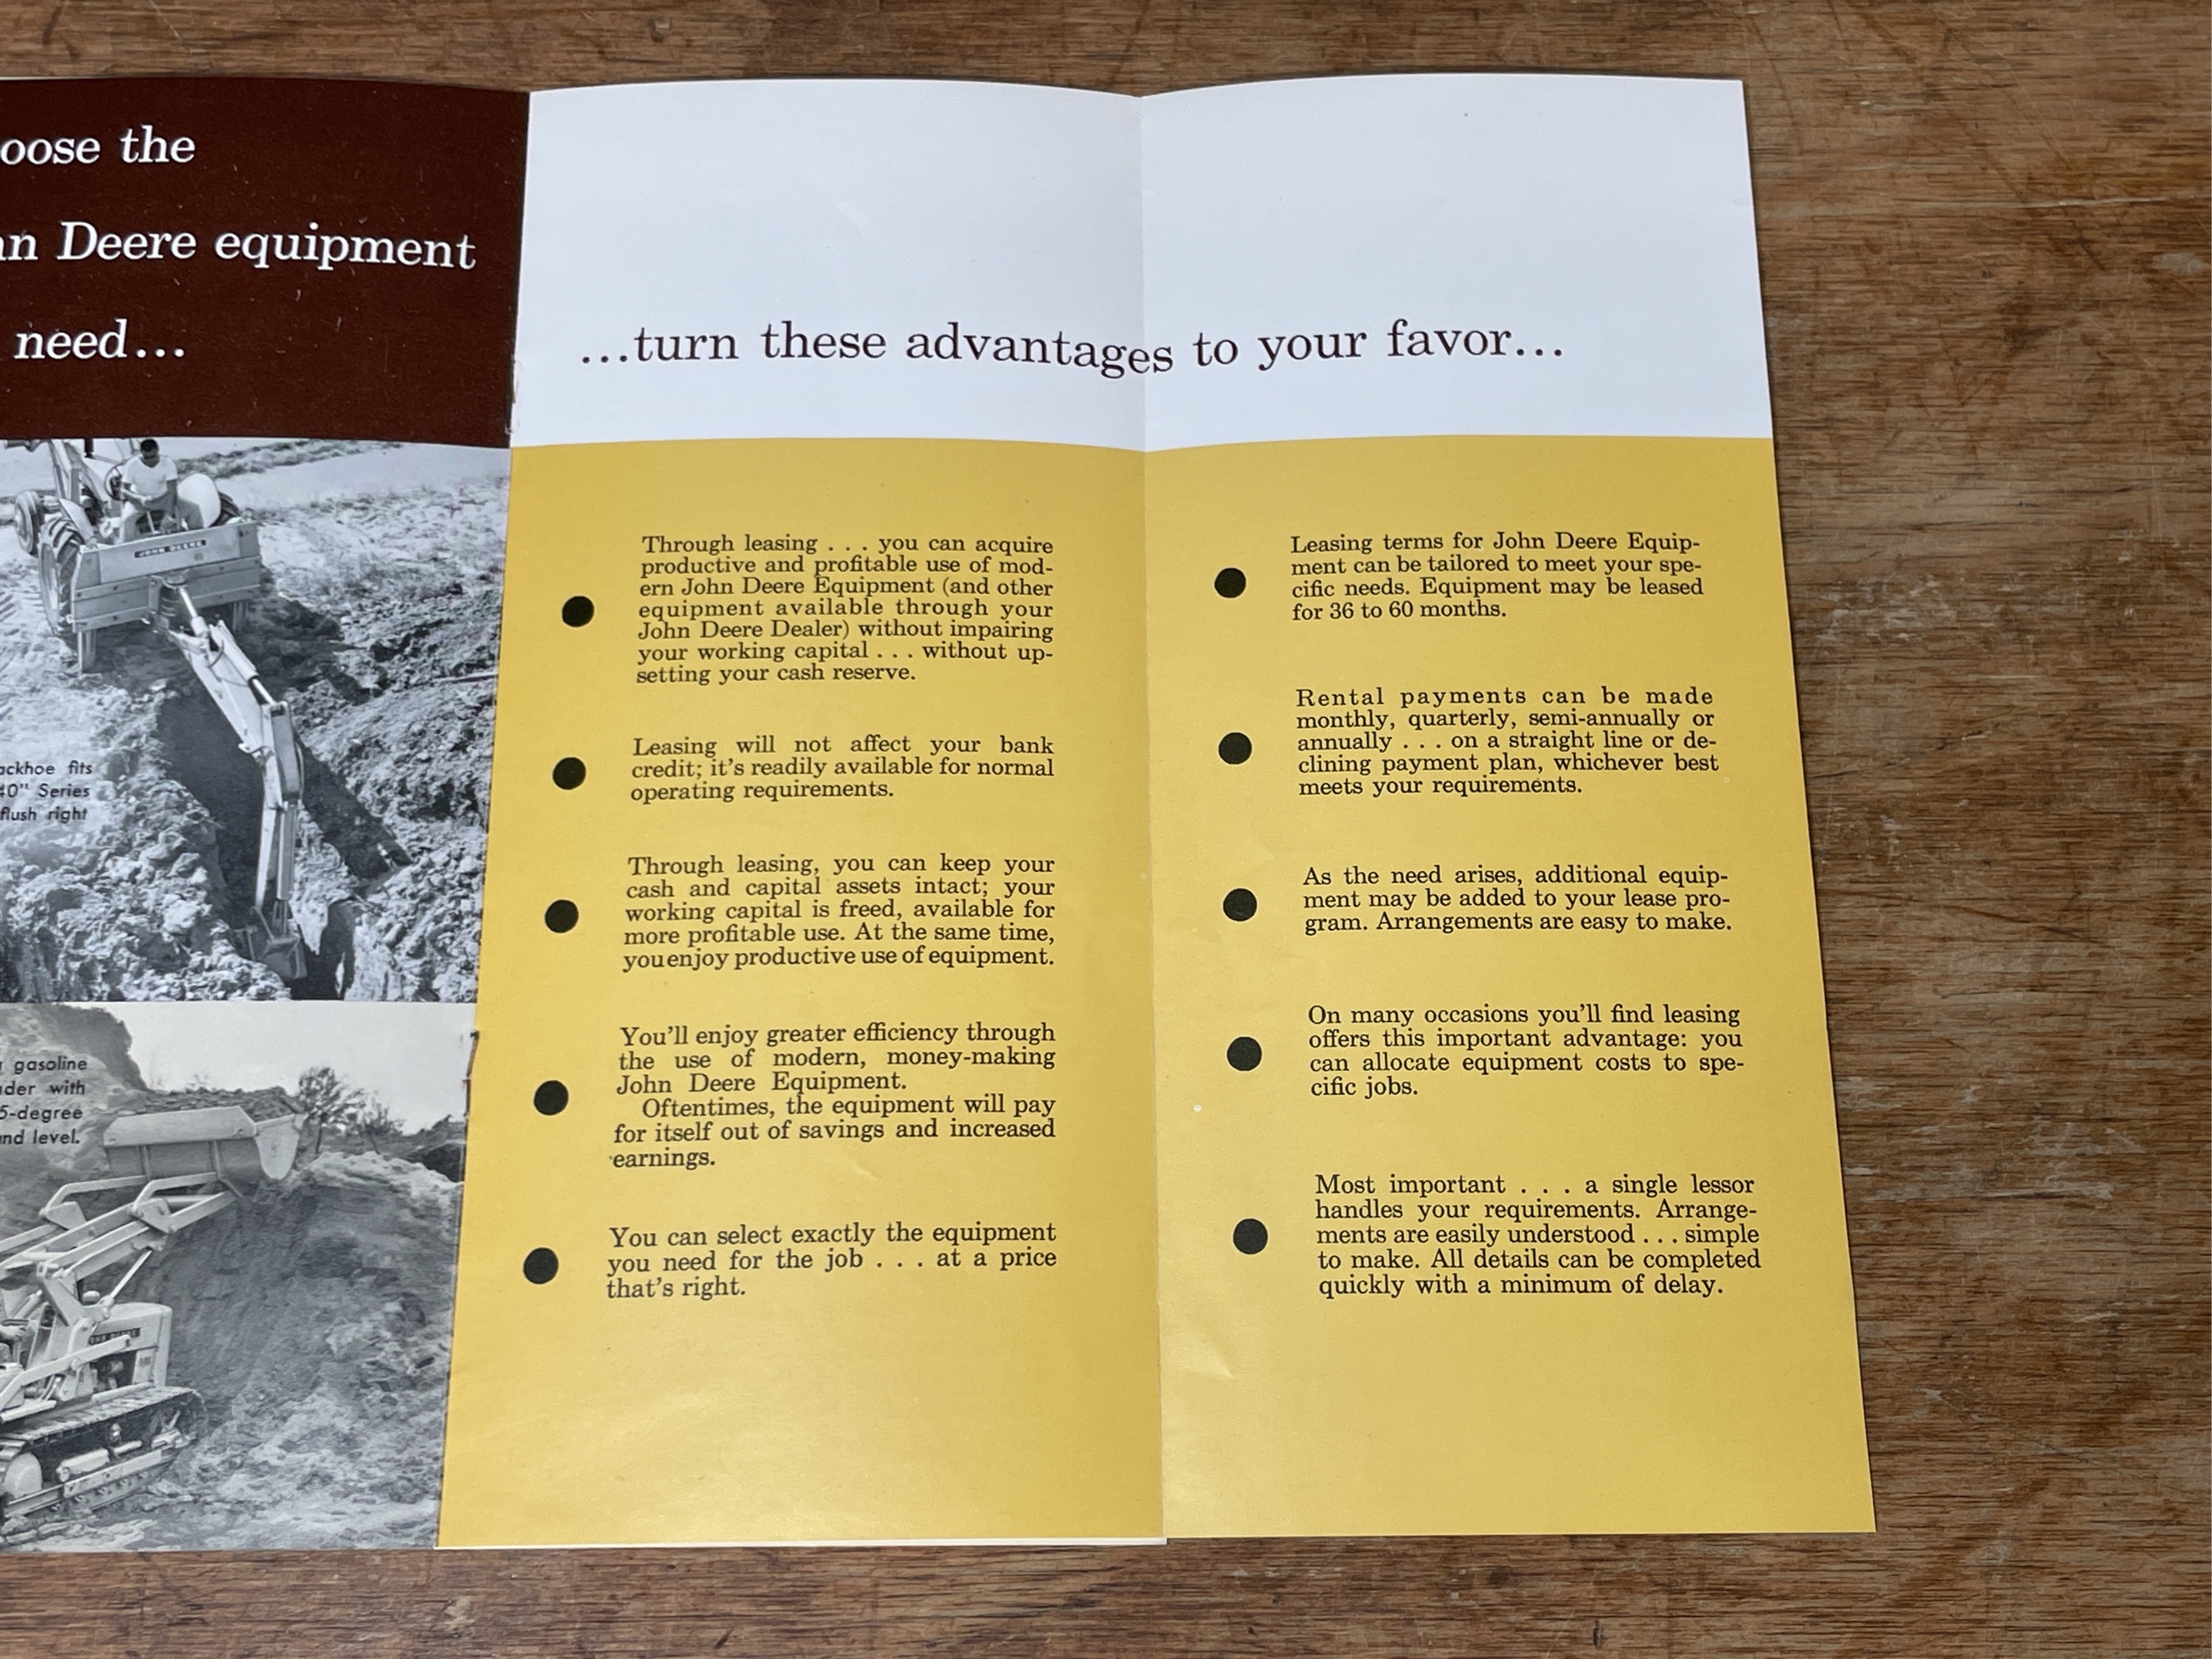 oose the
Deere equipment
need...
JOHN DEERE
ackhoe fits
40" Series
flush right
gasoline
der with
5-degree
nd level.
...turn these advantages to your favor...
Through leasing . . . you can acquire
productive and profitable use of mod-
ern John Deere Equipment (and other
equipment available through your
John Deere Dealer) without impairing
your working capital . . . without up-
setting your cash reserve.
Leasing will not affect your bank
credit; it's readily available for normal
operating requirements.
Through leasing, you can keep your
cash and capital assets intact; your
working capital is freed, available for
more profitable use. At the same time,
you enjoy productive use of equipment.
You'll enjoy greater efficiency through
the use of modern, money-making
John Deere Equipment.
Oftentimes, the equipment will pay
for itself out of savings and increased
earnings.
You can select exactly the equipment
you need for the job . . . at a price
that's right.
Leasing terms for John Deere Equip-
ment can be tailored to meet your spe-
cific needs. Equipment may be leased
for 36 to 60 months.
Rental payments can be made
monthly, quarterly, semi-annually or
annually . . . on a straight line or de-
clining payment plan, whichever best
meets your requirements.
As the need arises, additional equip-
ment may be added to your lease pro-
gram. Arrangements are easy to make.
On many occasions you'll find leasing
offers this important advantage: you
can allocate equipment costs to spe-
cific jobs.
Most important . . . a single lessor
handles your requirements. Arrange-
ments are easily understood . . . simple
to make. All details can be completed
quickly with a minimum of delay.